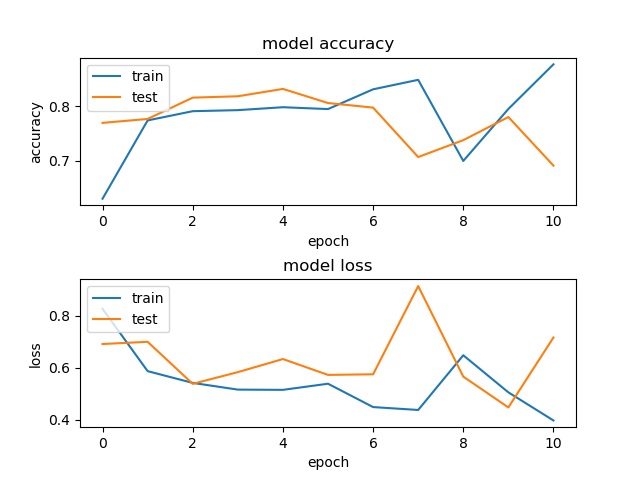 model accuracy
train
test
0.8
0.7
accuracy
0 2 4 6 8 10
epoch
model loss
train
test
0.8
0.6
0.4
loss
0 2 4 6 8 10
epoch